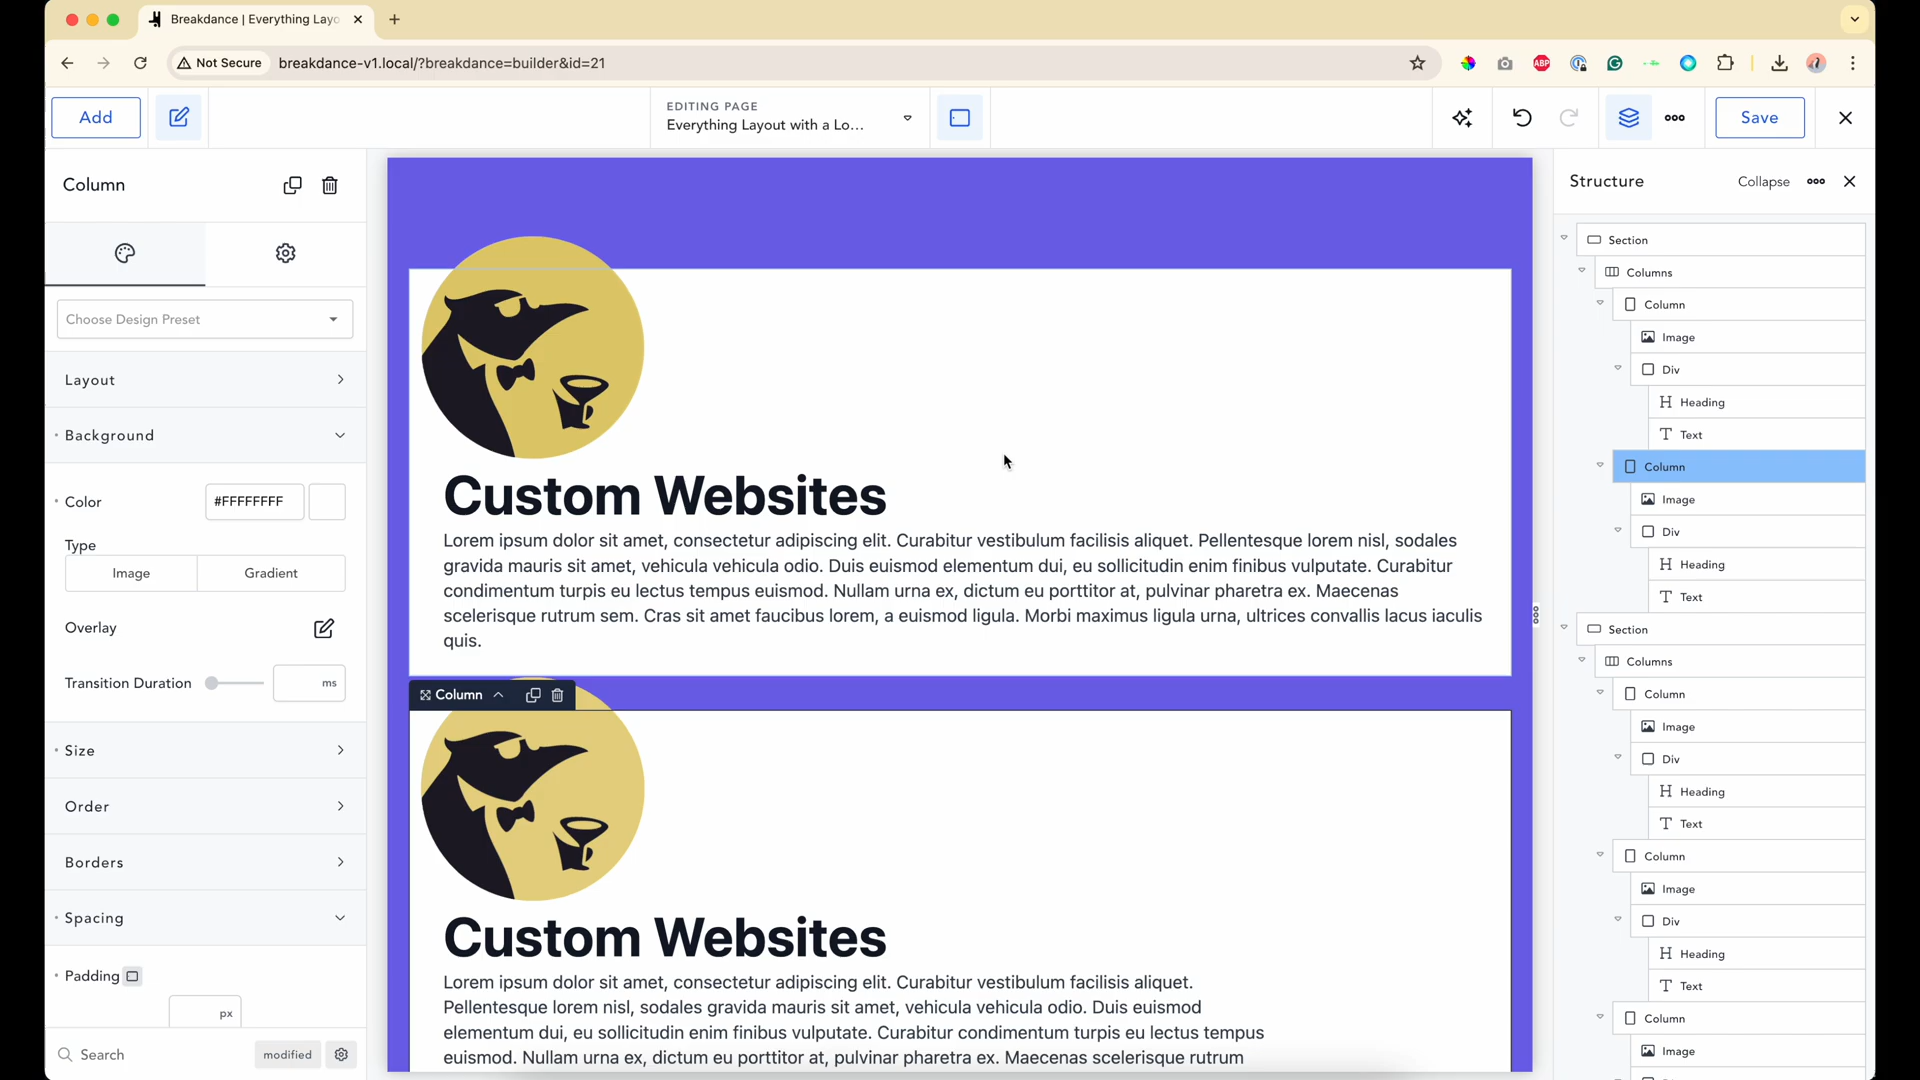 Breakdance | Everything Layo
Not Secure
breakdance-v1.local/?breakdance=builder&id=21
ABP
Add
EDITING PAGE
Everything Layout with a Lo...
Save
Column
Choose Design Preset
Layout
Background
Color
#FFFFFFFF
Type
Image
Gradient
Overlay
Transition Duration
ms
Size
Order
Borders
Spacing
Padding
px
Search
modified
Custom Websites
Lorem ipsum dolor sit amet, consectetur adipiscing elit. Curabitur vestibulum facilisis aliquet. Pellentesque lorem nisl, sodales
gravida mauris sit amet, vehicula vehicula odio. Duis euismod elementum dui, eu sollicitudin enim finibus vulputate. Curabitur
condimentum turpis eu lectus tempus euismod. Nullam urna ex, dictum eu porttitor at, pulvinar pharetra ex. Maecenas
scelerisque rutrum sem. Cras sit amet faucibus lorem, a euismod ligula. Morbi maximus ligula urna, ultrices convallis lacus iaculis
quis.
Column
Custom Websites
Lorem ipsum dolor sit amet, consectetur adipiscing elit. Curabitur vestibulum facilisis aliquet.
Pellentesque lorem nisl, sodales gravida mauris sit amet, vehicula vehicula odio. Duis euismod
elementum dui, eu sollicitudin enim finibus vulputate. Curabitur condimentum turpis eu lectus tempus
euismod. Nullam urna ex, dictum eu porttitor at, pulvinar pharetra ex. Maecenas scelerisque rutrum
Structure
Collapse
Section
Columns
Column
Image
Div
Heading
Text
Column
Image
Div
Heading
Text
Section
Columns
Column
Image
Div
Heading
Text
Column
Image
Div
Heading
Text
Column
Image